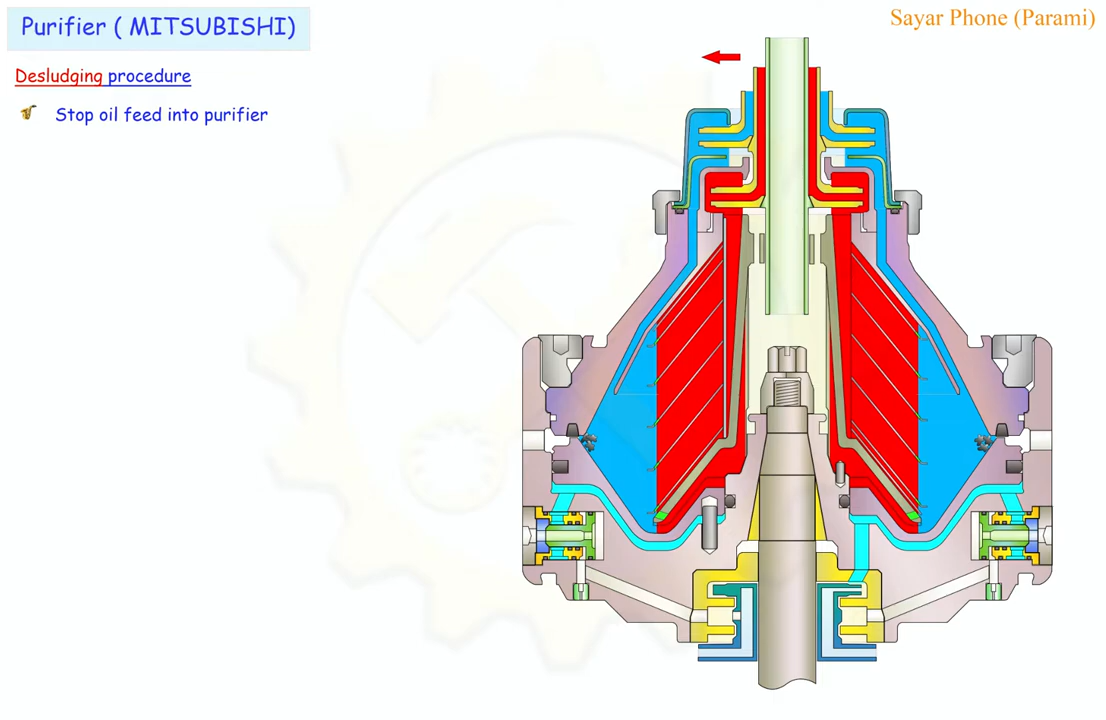 Purifier ( MITSUBISHI)
Sayar Phone (Parami)
Desludging procedure
Stop oil feed into purifier